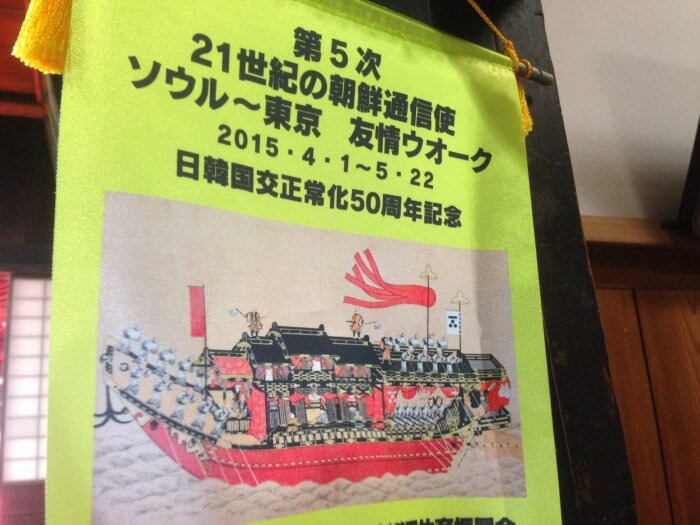 第5次
21世紀の朝鮮通信使
ソウル～東京　友情ウオーク
2015・4・1～5・22
日韓国交正常化50周年記念